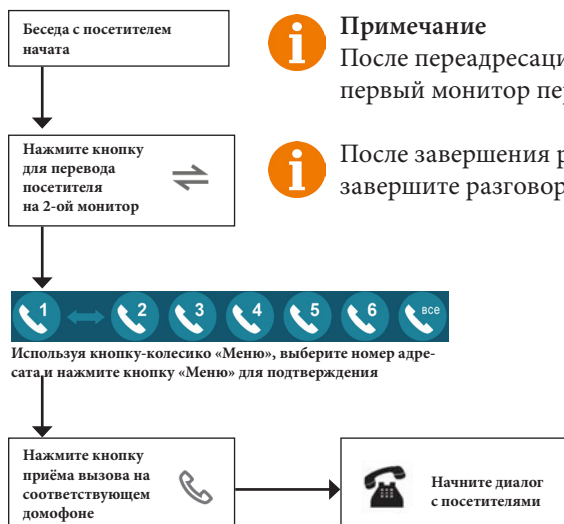 Беседа с посетителем
начата
Примечание
После переадресаци
первый монитор пер
Нажмите кнопку
для перевода
посетителя
на 2-ой монитор
После завершения р
завершите разговор
1 2 3 4 5 6 все
Используя кнопку-колесико «Меню», выберите номер адре-
сата и нажмите кнопку «Меню» для подтверждения
Нажмите кнопку
приёма вызова на
соответствующем
домофоне
Начните диалог
с посетителями